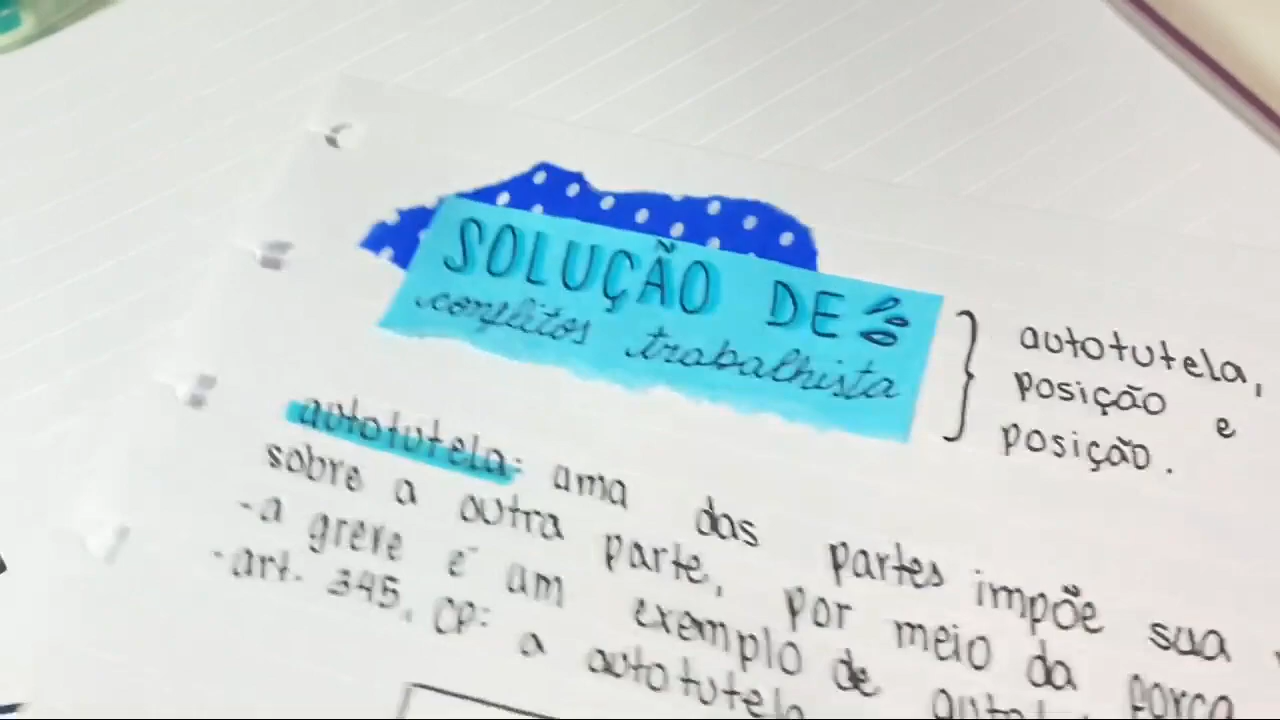 SOLUÇÃO DE
conflitos trabalhista
autotutela,
posição e
posição.
autotutela: uma das partes impõe sua
sobre a outra parte, por meio da força
- a greve é um exemplo de
- art. 345, CP: a autotutela